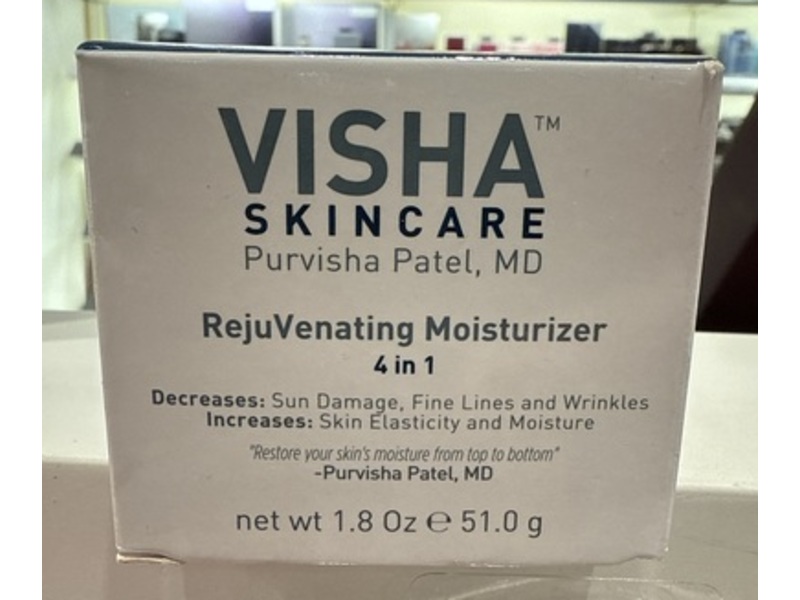 VISHA™
SKINCARE
Purvisha Patel, MD
RejuVenating Moisturizer
4 in 1
Decreases: Sun Damage, Fine Lines and Wrinkles
Increases: Skin Elasticity and Moisture
"Restore your skin's moisture from top to bottom"
-Purvisha Patel, MD
net wt 1.8 Oz ℮ 51.0 g